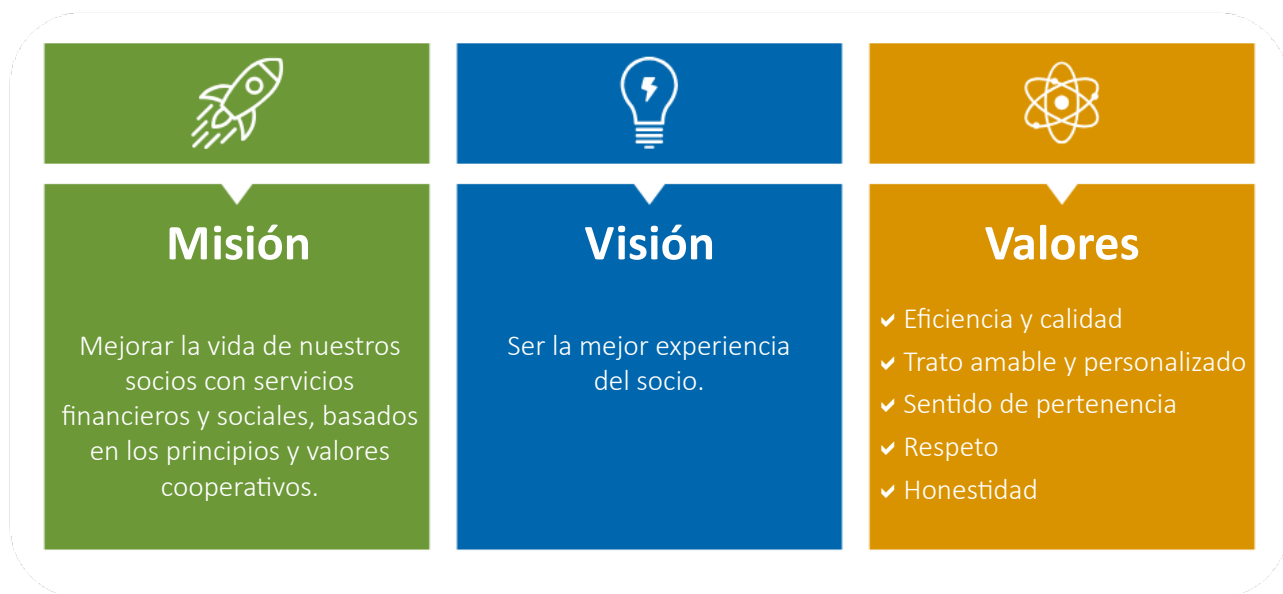 Misión
Mejorar la vida de nuestros
socios con servicios
financieros y sociales, basados
en los principios y valores
cooperativos.
Visión
Ser la mejor experiencia
del socio.
Valores
Eficiencia y calidad
Trato amable y personalizado
Sentido de pertenencia
Respeto
Honestidad